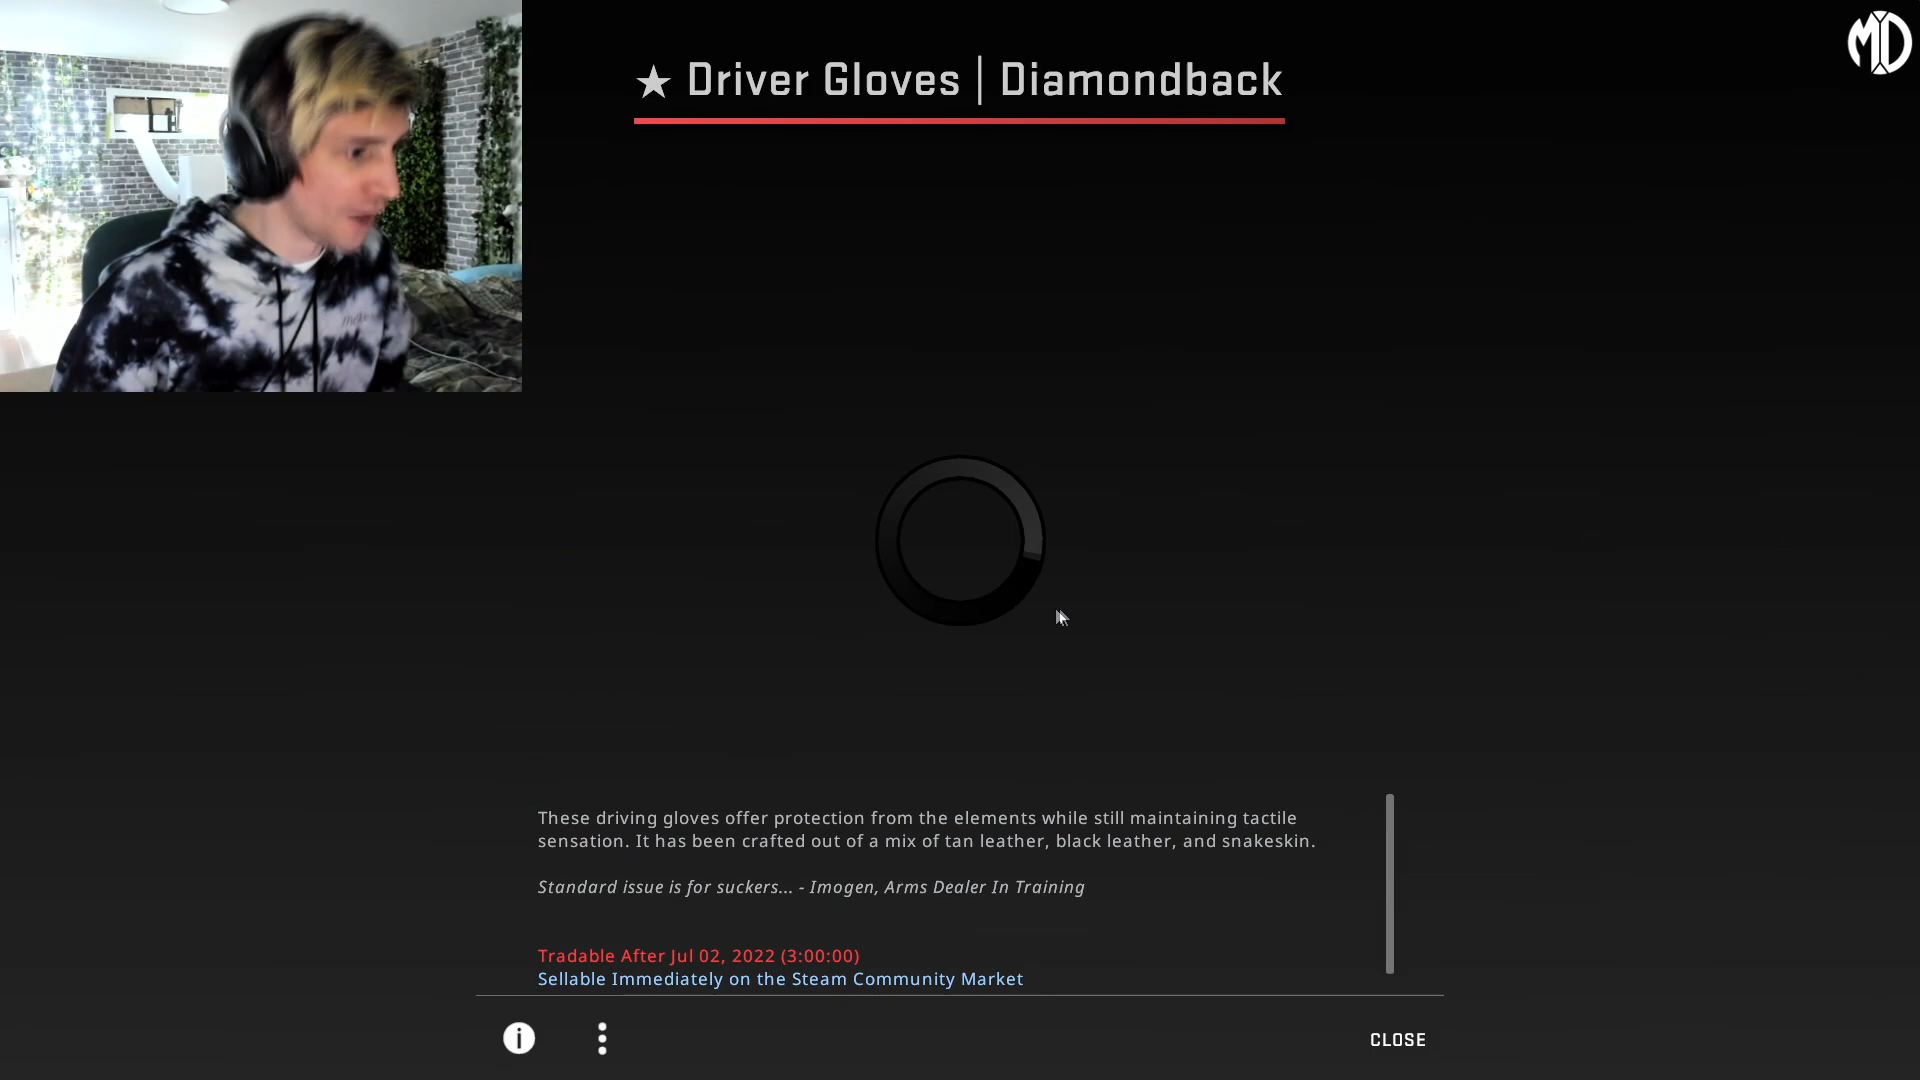 MD
★ Driver Gloves | Diamondback
These driving gloves offer protection from the elements while still maintaining tactile
sensation. It has been crafted out of a mix of tan leather, black leather, and snakeskin.
Standard issue is for suckers... - Imogen, Arms Dealer In Training
Tradable After Jul 02, 2022 (3:00:00)
Sellable Immediately on the Steam Community Market
CLOSE